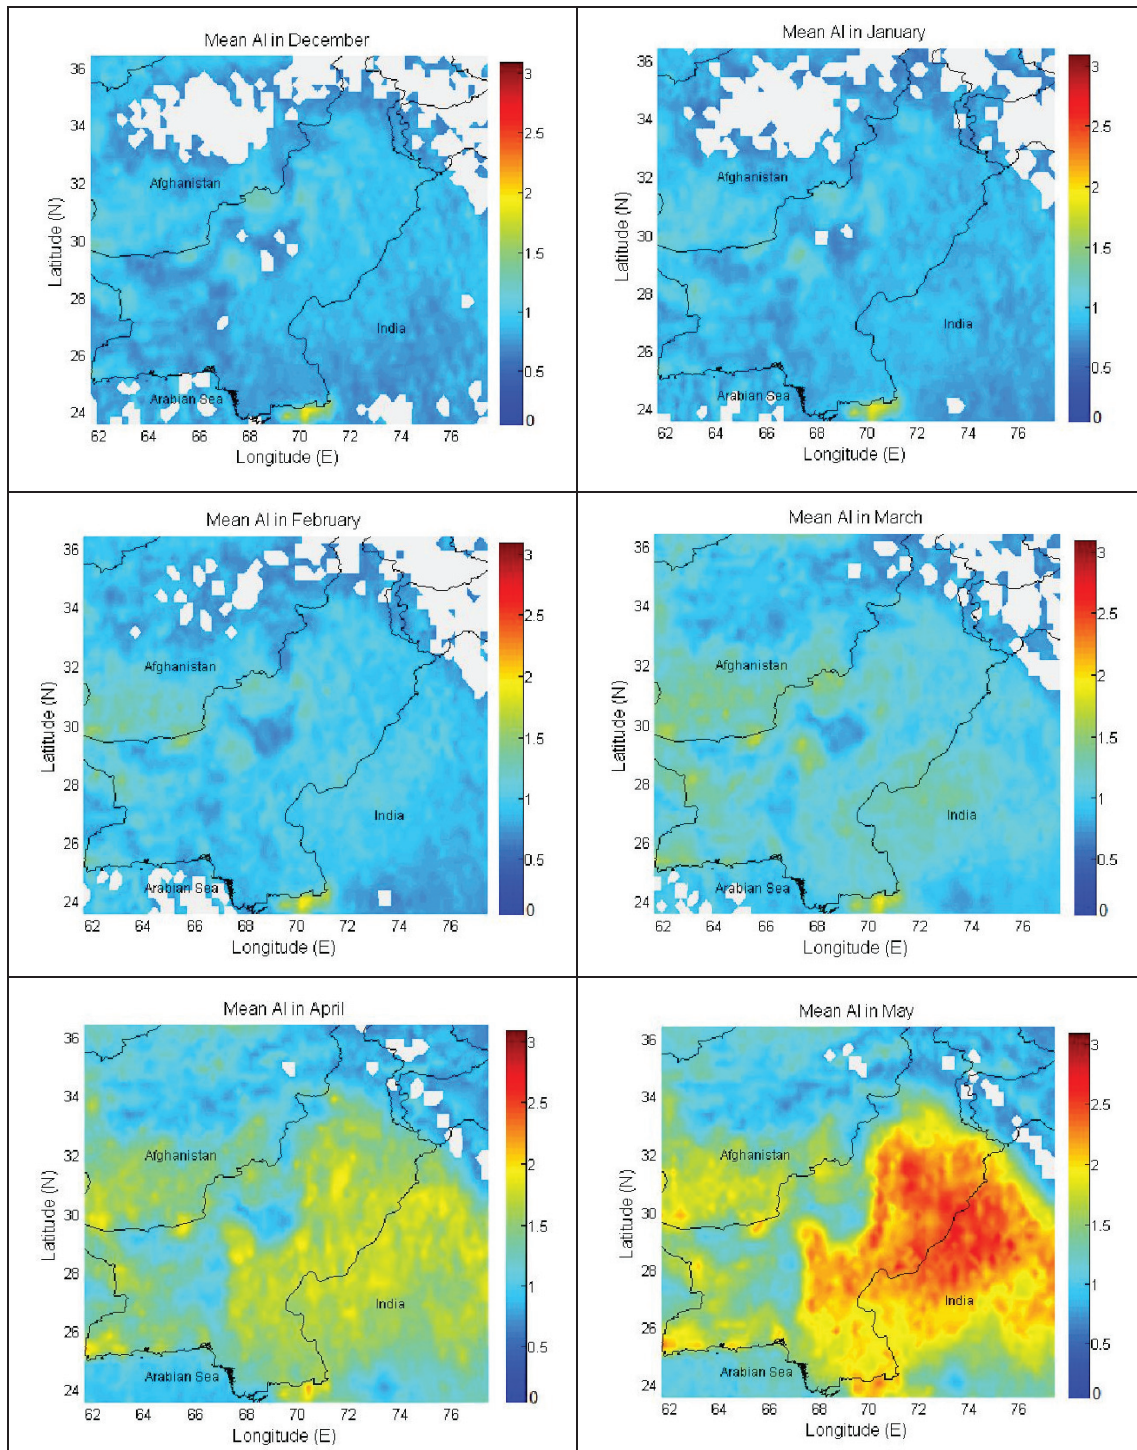 Mean AI in December
36
34
32
30
28
26
24
Latitude (N)
62 64 66 68 70 72 74 76
Longitude (E)
Afghanistan
India
Arabian Sea
3
2.5
2
1.5
1
0.5
0
Mean AI in January
36
34
32
30
28
26
24
Latitude (N)
62 64 66 68 70 72 74 76
Longitude (E)
Afghanistan
India
Arabian Sea
3
2.5
2
1.5
1
0.5
0
Mean AI in February
36
34
32
30
28
26
24
Latitude (N)
62 64 66 68 70 72 74 76
Longitude (E)
Afghanistan
India
Arabian Sea
3
2.5
2
1.5
1
0.5
0
Mean AI in March
36
34
32
30
28
26
24
Latitude (N)
62 64 66 68 70 72 74 76
Longitude (E)
Afghanistan
India
Arabian Sea
3
2.5
2
1.5
1
0.5
0
Mean AI in April
36
34
32
30
28
26
24
Latitude (N)
62 64 66 68 70 72 74 76
Longitude (E)
Afghanistan
India
Arabian Sea
3
2.5
2
1.5
1
0.5
0
Mean AI in May
36
34
32
30
28
26
24
Latitude (N)
62 64 66 68 70 72 74 76
Longitude (E)
Afghanistan
India
Arabian Sea
3
2.5
2
1.5
1
0.5
0